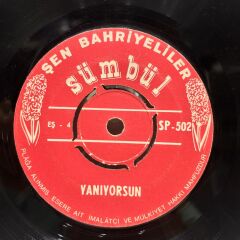 ŞEN BAHRİYELİLER
sümbül
EŞ - 4
SP-502
YANIYORSUN
PLAĞA ALINMIŞ ESERE AİT İMALATÇI VE MÜLKİYET HAKKI MAHFUZDUR